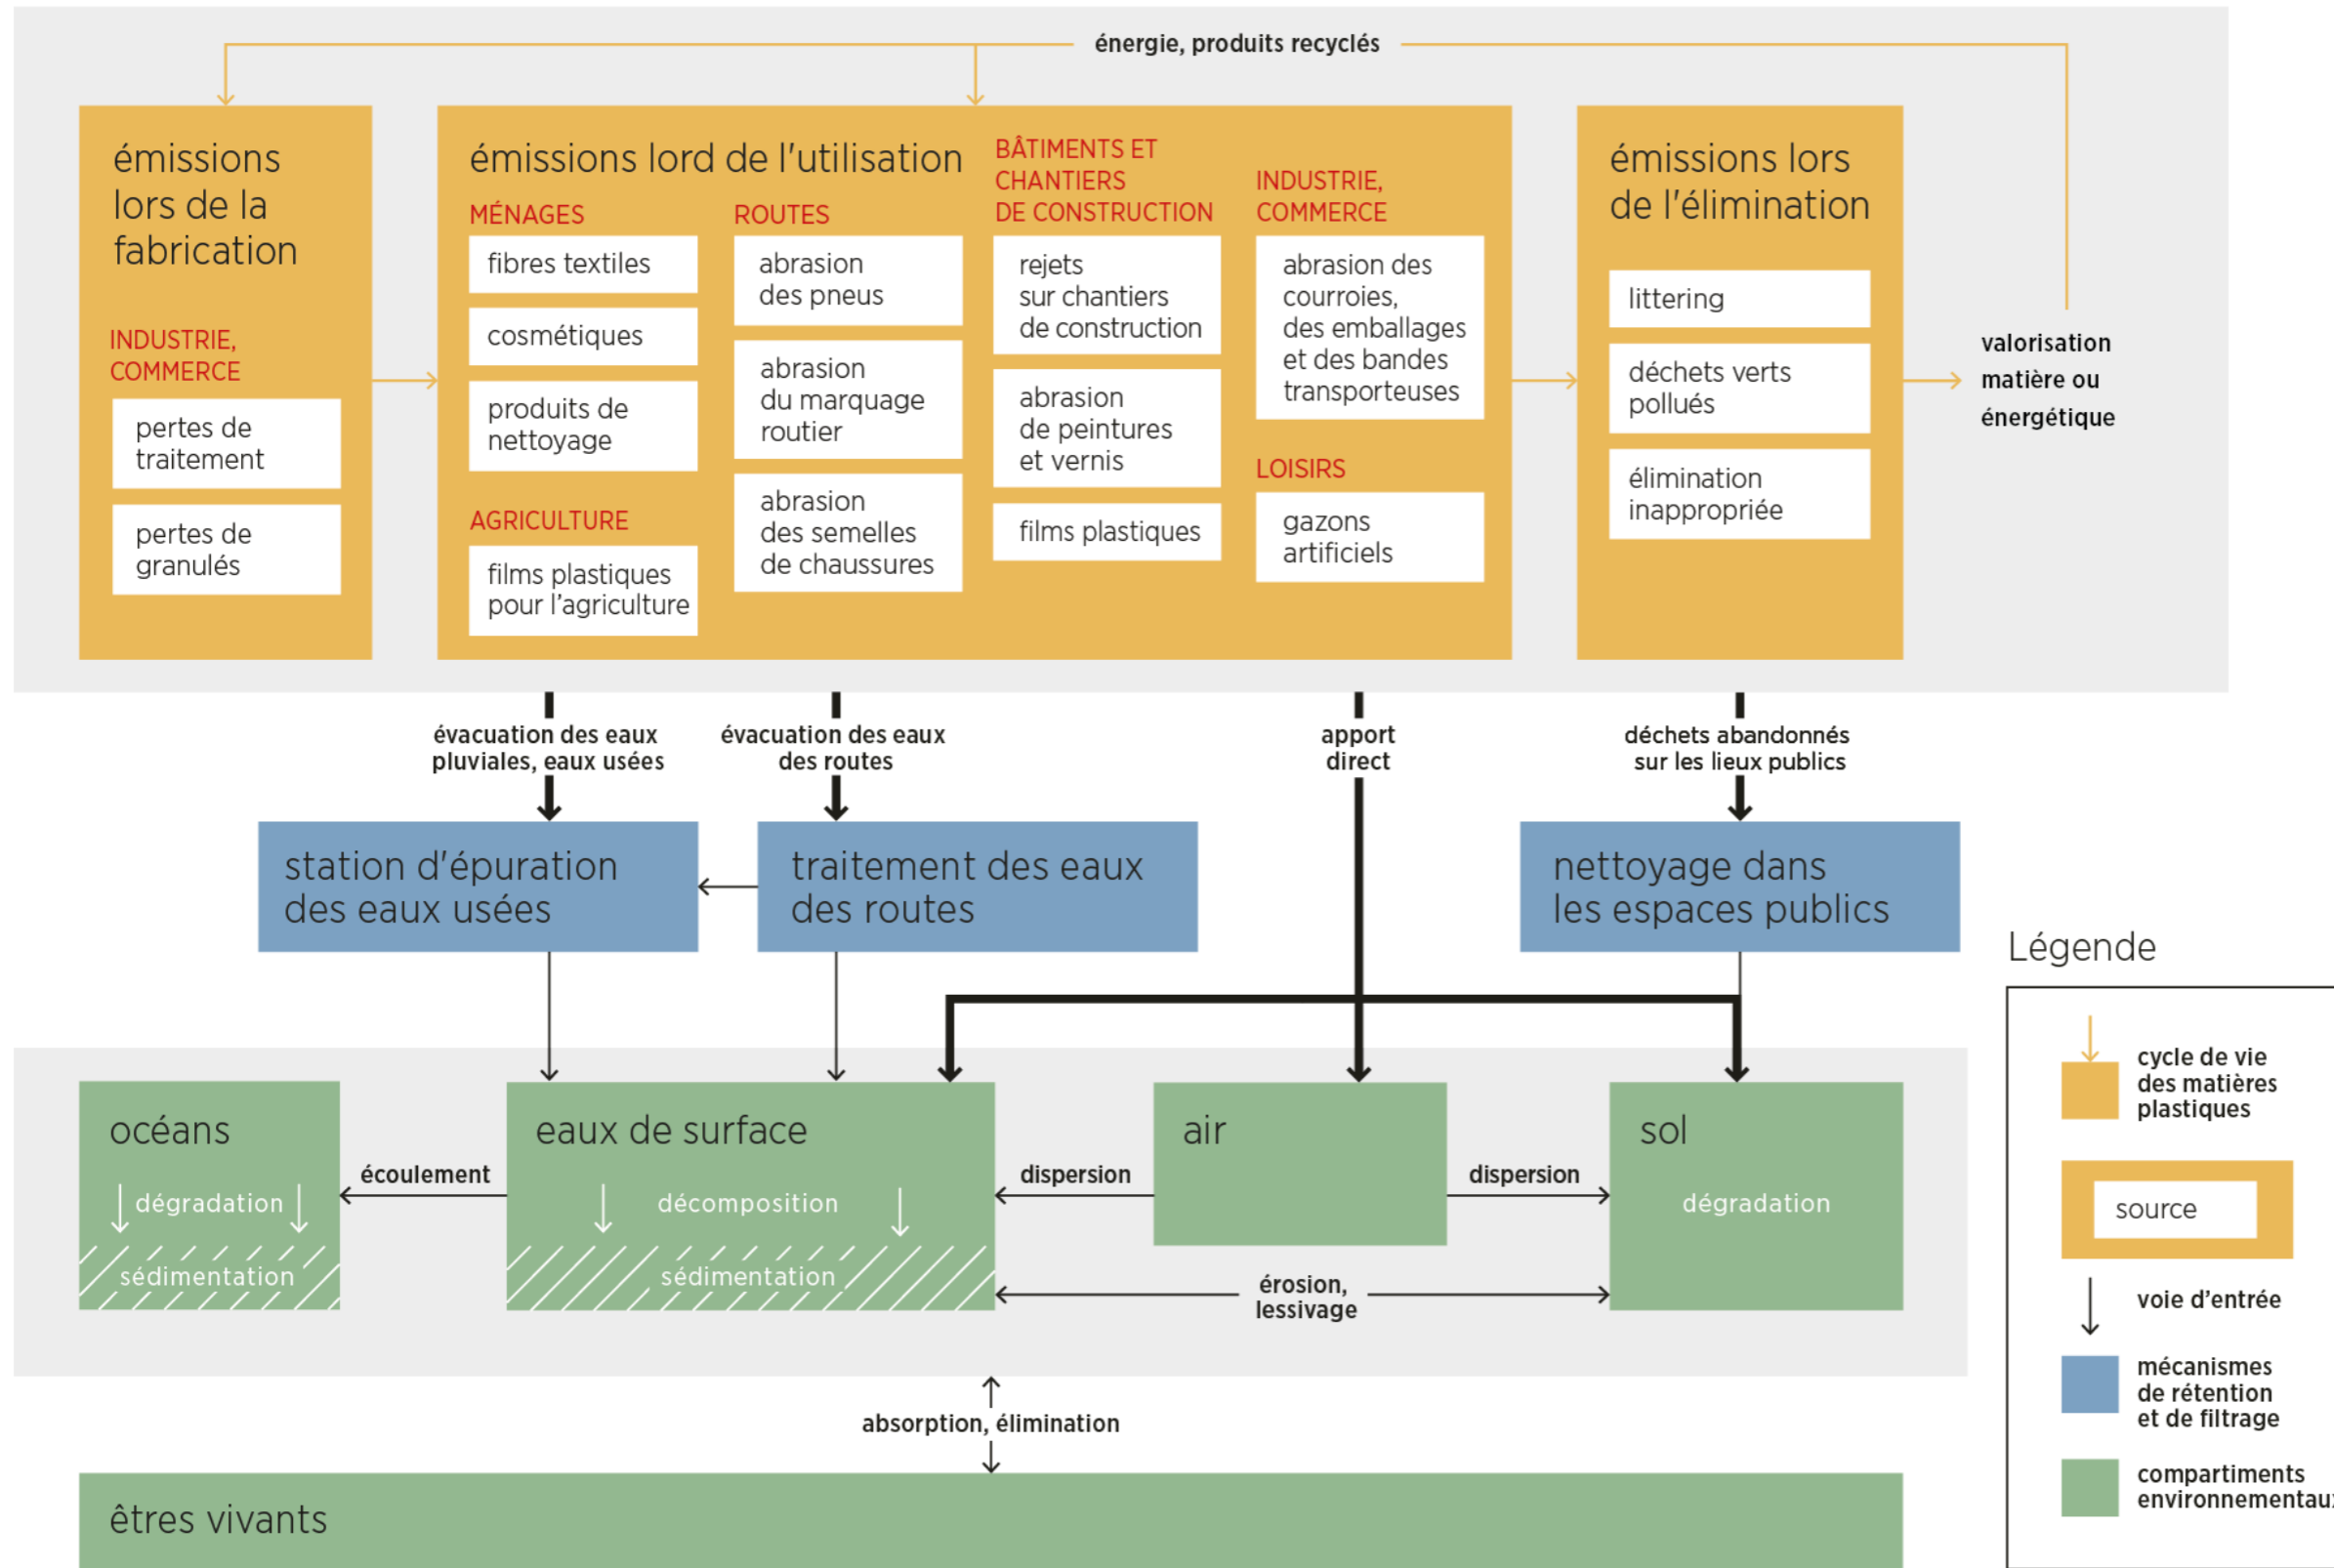 énergie, produits recyclés
émissions
lors de la
fabrication
INDUSTRIE,
COMMERCE
pertes de
traitement
pertes de
granulés
émissions lord de l'utilisation
MÉNAGES
fibres textiles
cosmétiques
produits de
nettoyage
AGRICULTURE
films plastiques
pour l'agriculture
ROUTES
abrasion
des pneus
abrasion
du marquage
routier
abrasion
des semelles
de chaussures
BÂTIMENTS ET
CHANTIERS
DE CONSTRUCTION
rejets
sur chantiers
de construction
abrasion
de peintures
et vernis
films plastiques
INDUSTRIE,
COMMERCE
abrasion des
courroies,
des emballages
et des bandes
transporteuses
LOISIRS
gazons
artificiels
émissions lors
de l'élimination
littering
déchets verts
pollués
élimination
inappropriée
valorisation
matière ou
énergétique
évacuation des eaux
pluviales, eaux usées
évacuation des eaux
des routes
apport
direct
déchets abandonnés
sur les lieux publics
station d'épuration
des eaux usées
traitement des eaux
des routes
nettoyage dans
les espaces publics
océans
dégradation
sédimentation
écoulement
eaux de surface
décomposition
sédimentation
dispersion
air
dispersion
sol
dégradation
érosion,
lessivage
absorption, élimination
êtres vivants
Légende
cycle de vie
des matières
plastiques
source
voie d'entrée
mécanismes
de rétention
et de filtrage
compartiments
environnementaux